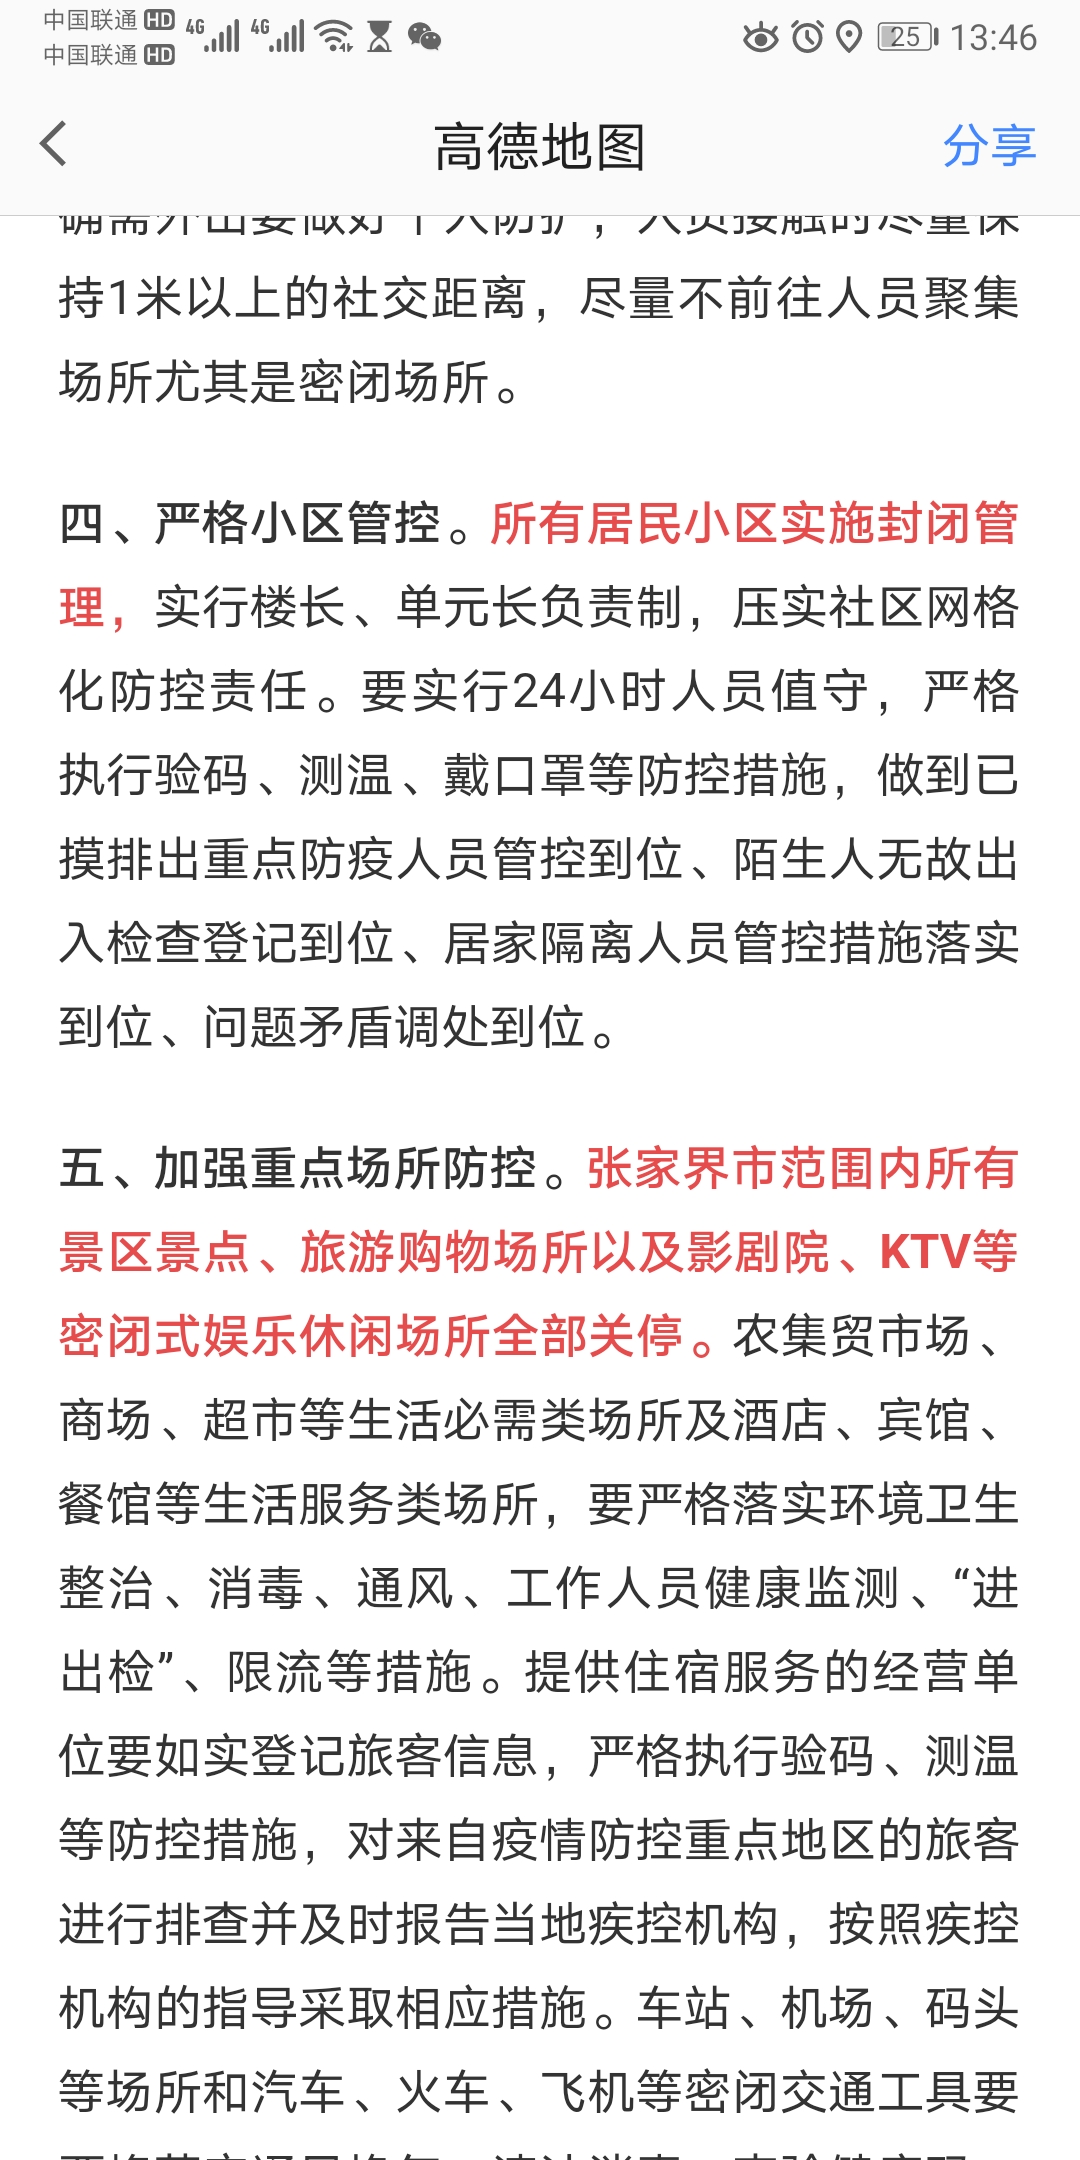 中国联通 HD 4G 4G 25 13:46
中国联通 HD
高德地图 分享
确需外出要做好个人防护，人员接触时尽量保
持1米以上的社交距离，尽量不前往人员聚集
场所尤其是密闭场所。
四、严格小区管控。所有居民小区实施封闭管
理，实行楼长、单元长负责制，压实社区网格
化防控责任。要实行24小时人员值守，严格
执行验码、测温、戴口罩等防控措施，做到已
摸排出重点防疫人员管控到位、陌生人无故出
入检查登记到位、居家隔离人员管控措施落实
到位、问题矛盾调处到位。
五、加强重点场所防控。张家界市范围内所有
景区景点、旅游购物场所以及影剧院、KTV等
密闭式娱乐休闲场所全部关停。农集贸市场、
商场、超市等生活必需类场所及酒店、宾馆、
餐馆等生活服务类场所，要严格落实环境卫生
整治、消毒、通风、工作人员健康监测、“进
出检”、限流等措施。提供住宿服务的经营单
位要如实登记旅客信息，严格执行验码、测温
等防控措施，对来自疫情防控重点地区的旅客
进行排查并及时报告当地疾控机构，按照疾控
机构的指导采取相应措施。车站、机场、码头
等场所和汽车、火车、飞机等密闭交通工具要